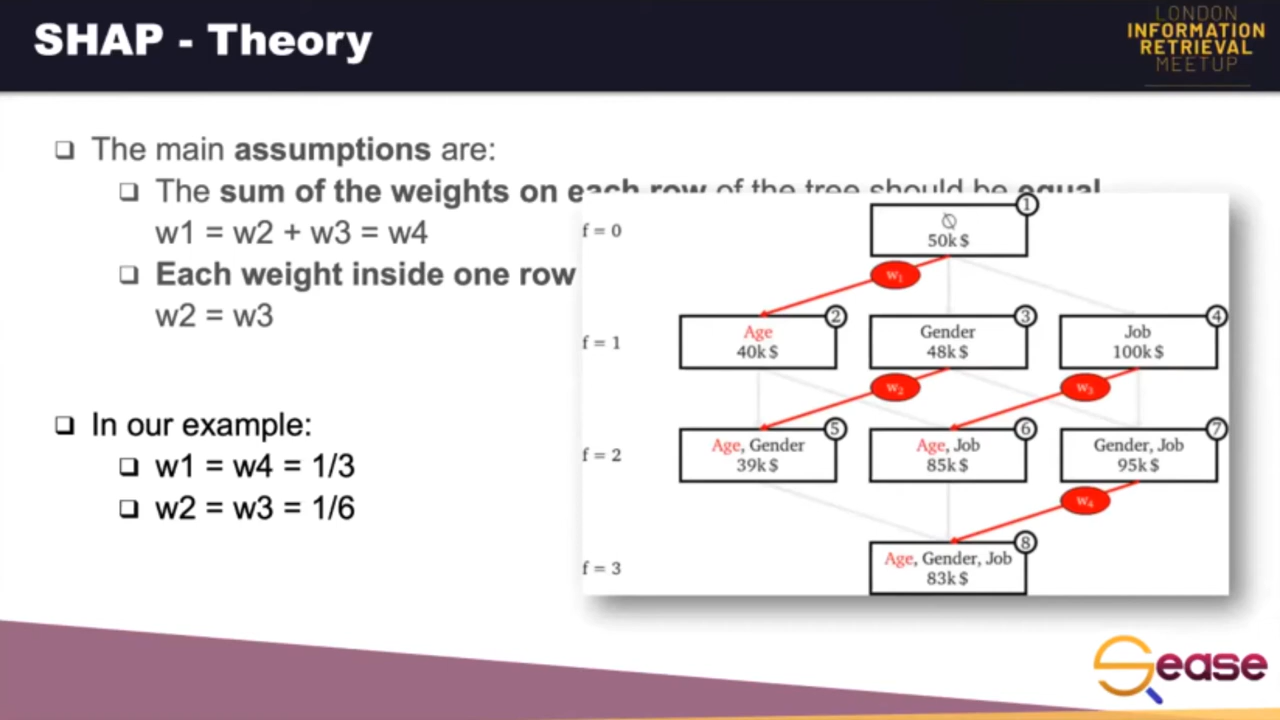 SHAP - Theory
LONDON
INFORMATION
RETRIEVAL
MEETUP
The main assumptions are:
The sum of the weights on each row of the tree should be equal
w1 = w2 + w3 = w4
Each weight inside one row
w2 = w3
In our example:
w1 = w4 = 1/3
w2 = w3 = 1/6
f = 0
∅
50k $
1
w₁
f = 1
Age
40k $
2
Gender
48k $
3
Job
100k $
4
w₂
w₃
f = 2
Age, Gender
39k $
5
Age, Job
85k $
6
Gender, Job
95k $
7
w₄
f = 3
Age, Gender, Job
83k $
8
Sease